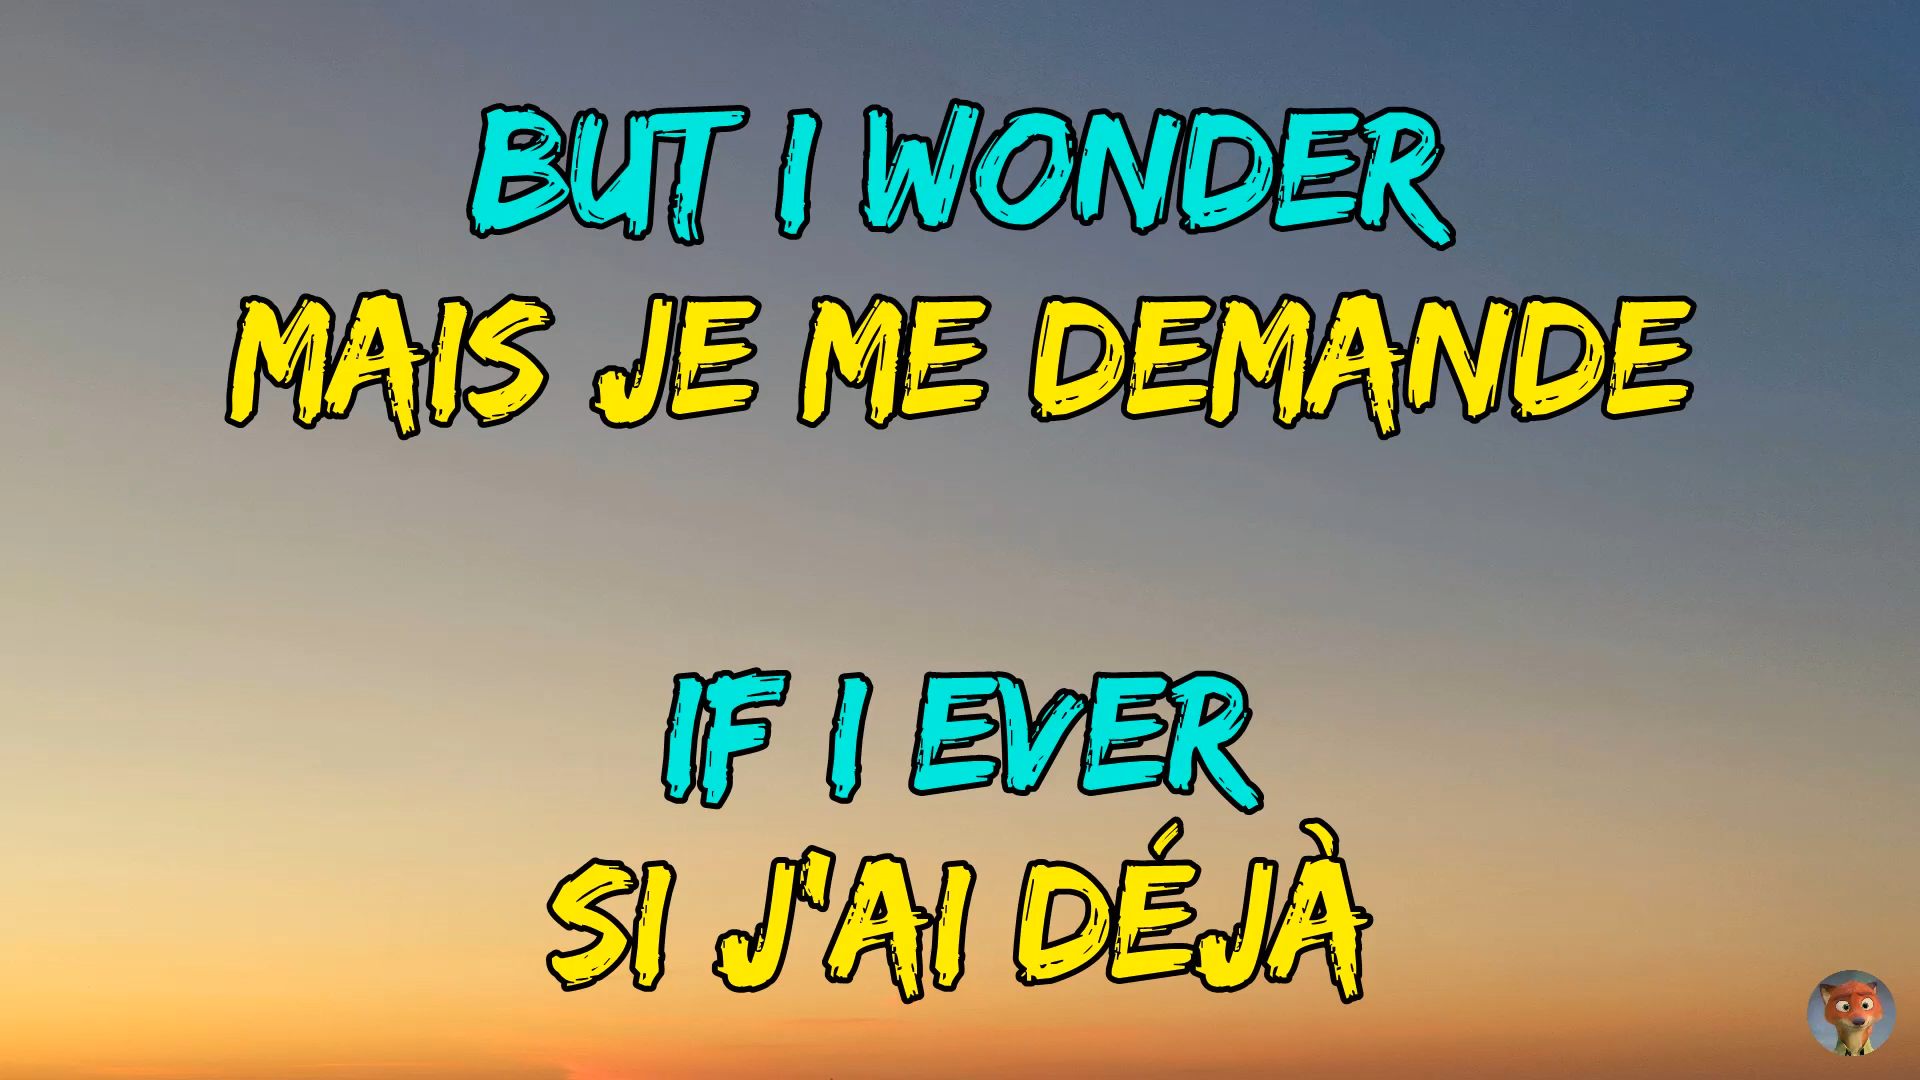 BUT I WONDER
MAIS JE ME DEMANDE
IF I EVER
SI J'AI DÉJÀ